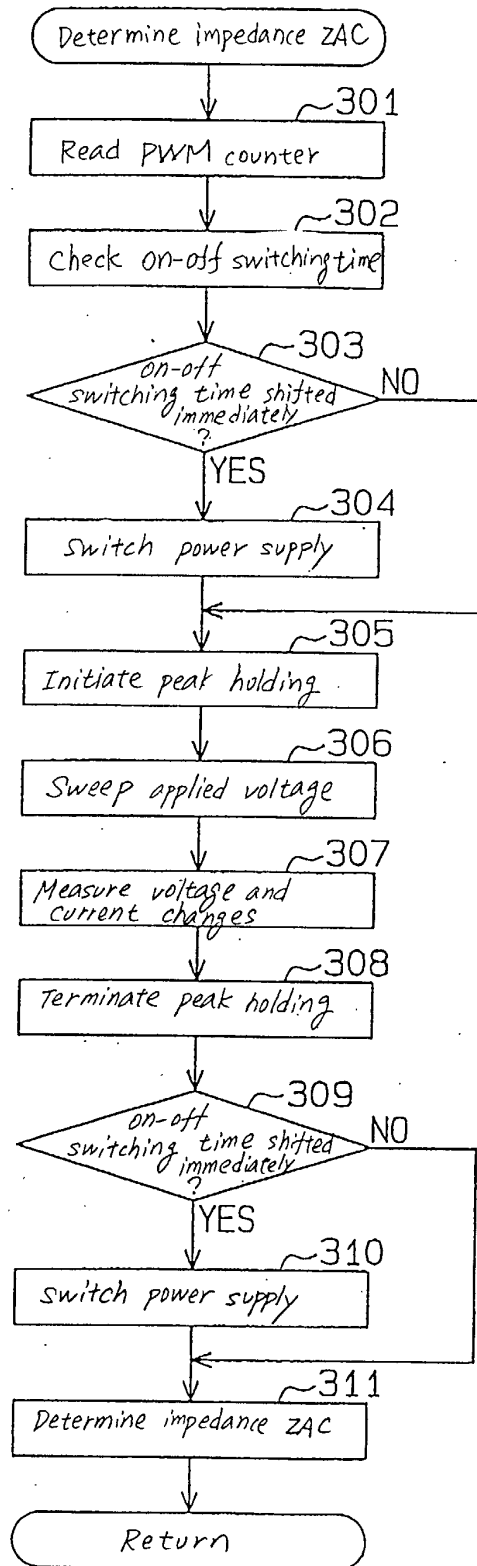 Determine impedance ZAC
301
Read PWM counter
302
Check on-off switching time
303
on-off
switching time shifted
immediately
?
NO
YES
304
Switch power supply
305
Initiate peak holding
306
Sweep applied voltage
307
Measure voltage and
current changes
308
Terminate peak holding
309
on-off
switching time shifted
immediately
?
NO
YES
310
switch power supply
311
Determine impedance ZAC
Return